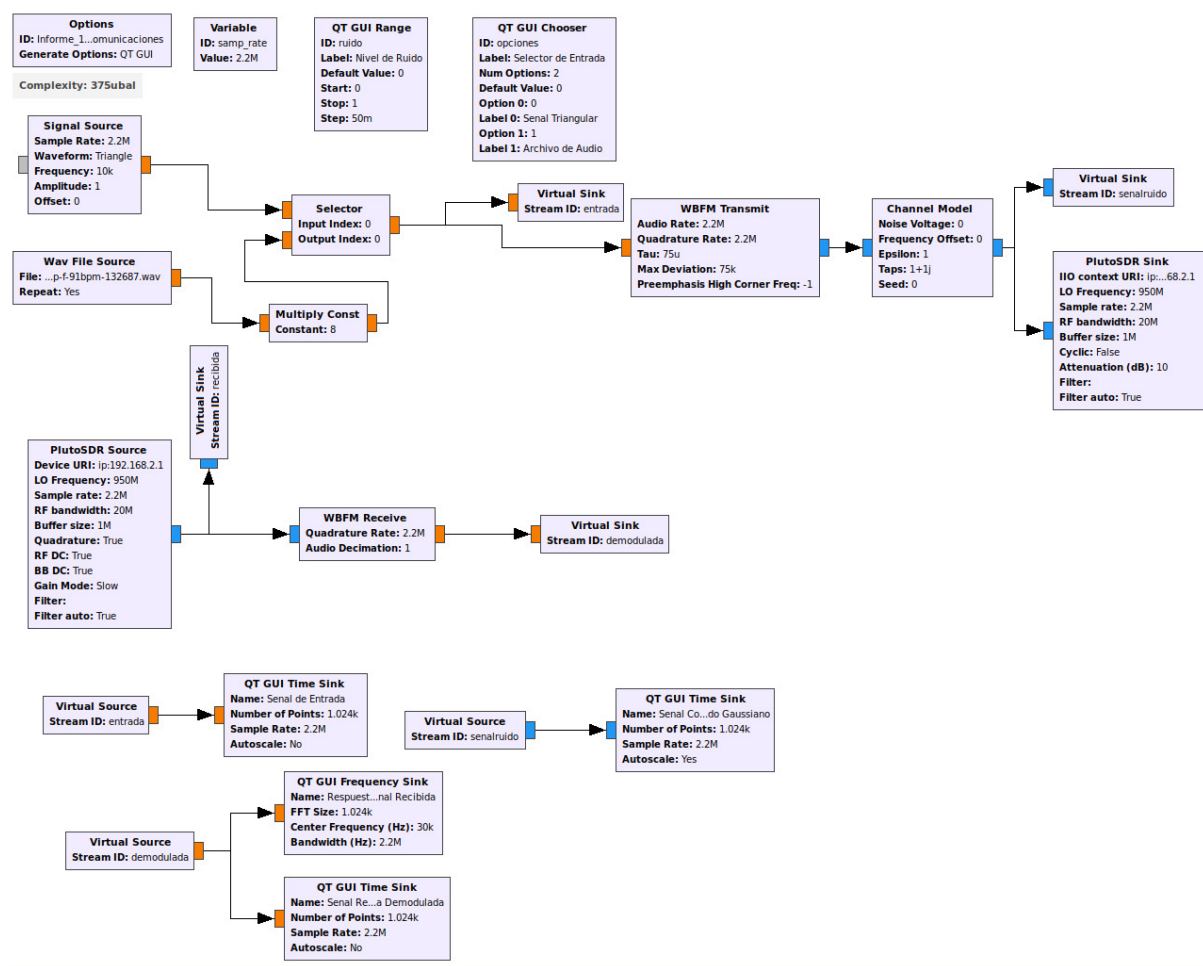 Options
ID: Informe_1...omunicaciones
Generate Options: QT GUI
Complexity: 375ubal
Variable
ID: samp_rate
Value: 2.2M
QT GUI Range
ID: ruido
Label: Nivel de Ruido
Default Value: 0
Start: 0
Stop: 1
Step: 50m
QT GUI Chooser
ID: opciones
Label: Selector de Entrada
Num Options: 2
Default Value: 0
Option 0: 0
Label 0: Senal Triangular
Option 1: 1
Label 1: Archivo de Audio
Signal Source
Sample Rate: 2.2M
Waveform: Triangle
Frequency: 10k
Amplitude: 1
Offset: 0
Wav File Source
File: ...p-f-91bpm-132687.wav
Repeat: Yes
Multiply Const
Constant: 8
Selector
Input Index: 0
Output Index: 0
Virtual Sink
Stream ID: entrada
WBFM Transmit
Audio Rate: 2.2M
Quadrature Rate: 2.2M
Tau: 75u
Max Deviation: 75k
Preemphasis High Corner Freq: -1
Channel Model
Noise Voltage: 0
Frequency Offset: 0
Epsilon: 1
Taps: 1+1j
Seed: 0
Virtual Sink
Stream ID: senalruido
PlutoSDR Sink
IIO context URI: ip:...68.2.1
LO Frequency: 950M
Sample rate: 2.2M
RF bandwidth: 20M
Buffer size: 1M
Cyclic: False
Attenuation (dB): 10
Filter:
Filter auto: True
Virtual Sink
Stream ID: recibida
PlutoSDR Source
Device URI: ip:192.168.2.1
LO Frequency: 950M
Sample rate: 2.2M
RF bandwidth: 20M
Buffer size: 1M
Quadrature: True
RF DC: True
BB DC: True
Gain Mode: Slow
Filter:
Filter auto: True
WBFM Receive
Quadrature Rate: 2.2M
Audio Decimation: 1
Virtual Sink
Stream ID: demodulada
Virtual Source
Stream ID: entrada
QT GUI Time Sink
Name: Senal de Entrada
Number of Points: 1.024k
Sample Rate: 2.2M
Autoscale: No
Virtual Source
Stream ID: senalruido
QT GUI Time Sink
Name: Senal Co...do Gaussiano
Number of Points: 1.024k
Sample Rate: 2.2M
Autoscale: Yes
Virtual Source
Stream ID: demodulada
QT GUI Frequency Sink
Name: Respuest...nal Recibida
FFT Size: 1.024k
Center Frequency (Hz): 30k
Bandwidth (Hz): 2.2M
QT GUI Time Sink
Name: Senal Re...a Demodulada
Number of Points: 1.024k
Sample Rate: 2.2M
Autoscale: No